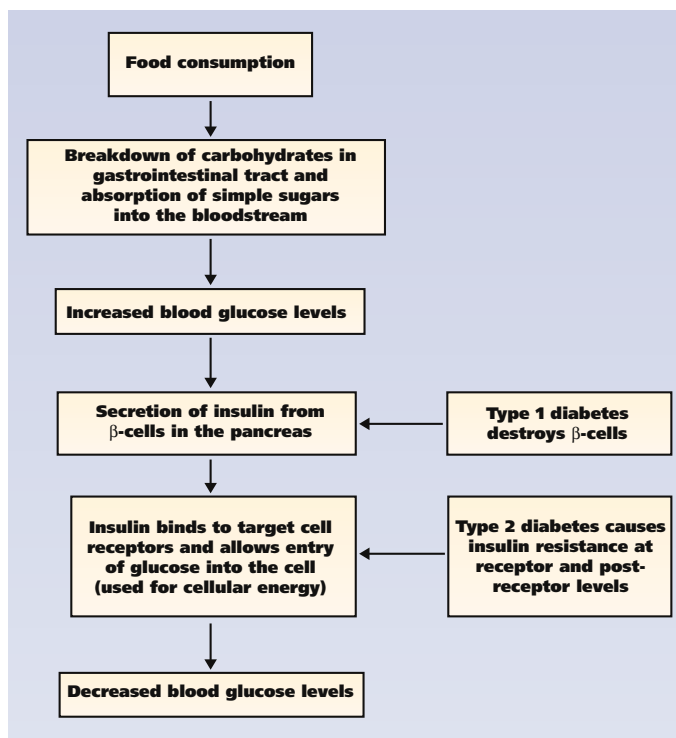 Food consumption
Breakdown of carbohydrates in
gastrointestinal tract and
absorption of simple sugars
into the bloodstream
Increased blood glucose levels
Secretion of insulin from
β-cells in the pancreas
Type 1 diabetes
destroys β-cells
Insulin binds to target cell
receptors and allows entry
of glucose into the cell
(used for cellular energy)
Type 2 diabetes causes
insulin resistance at
receptor and post-
receptor levels
Decreased blood glucose levels